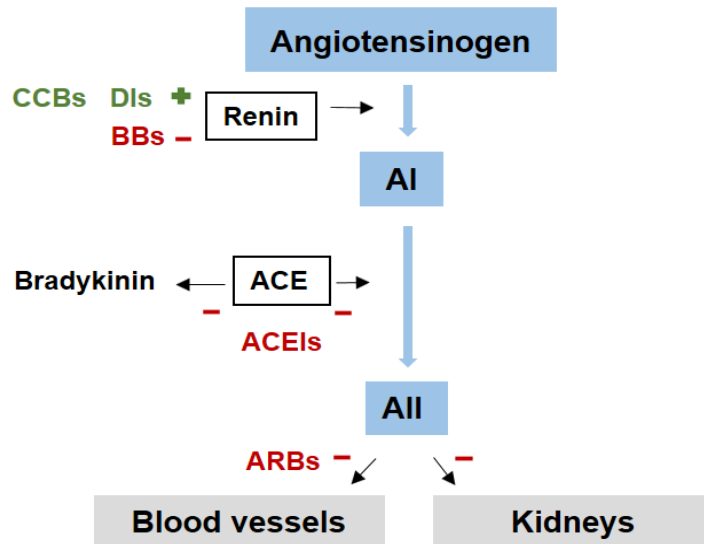 Angiotensinogen
CCBs DIs +
Renin
BBs -
AI
Bradykinin
ACE
- -
ACEIs
AII
ARBs - -
Blood vessels
Kidneys